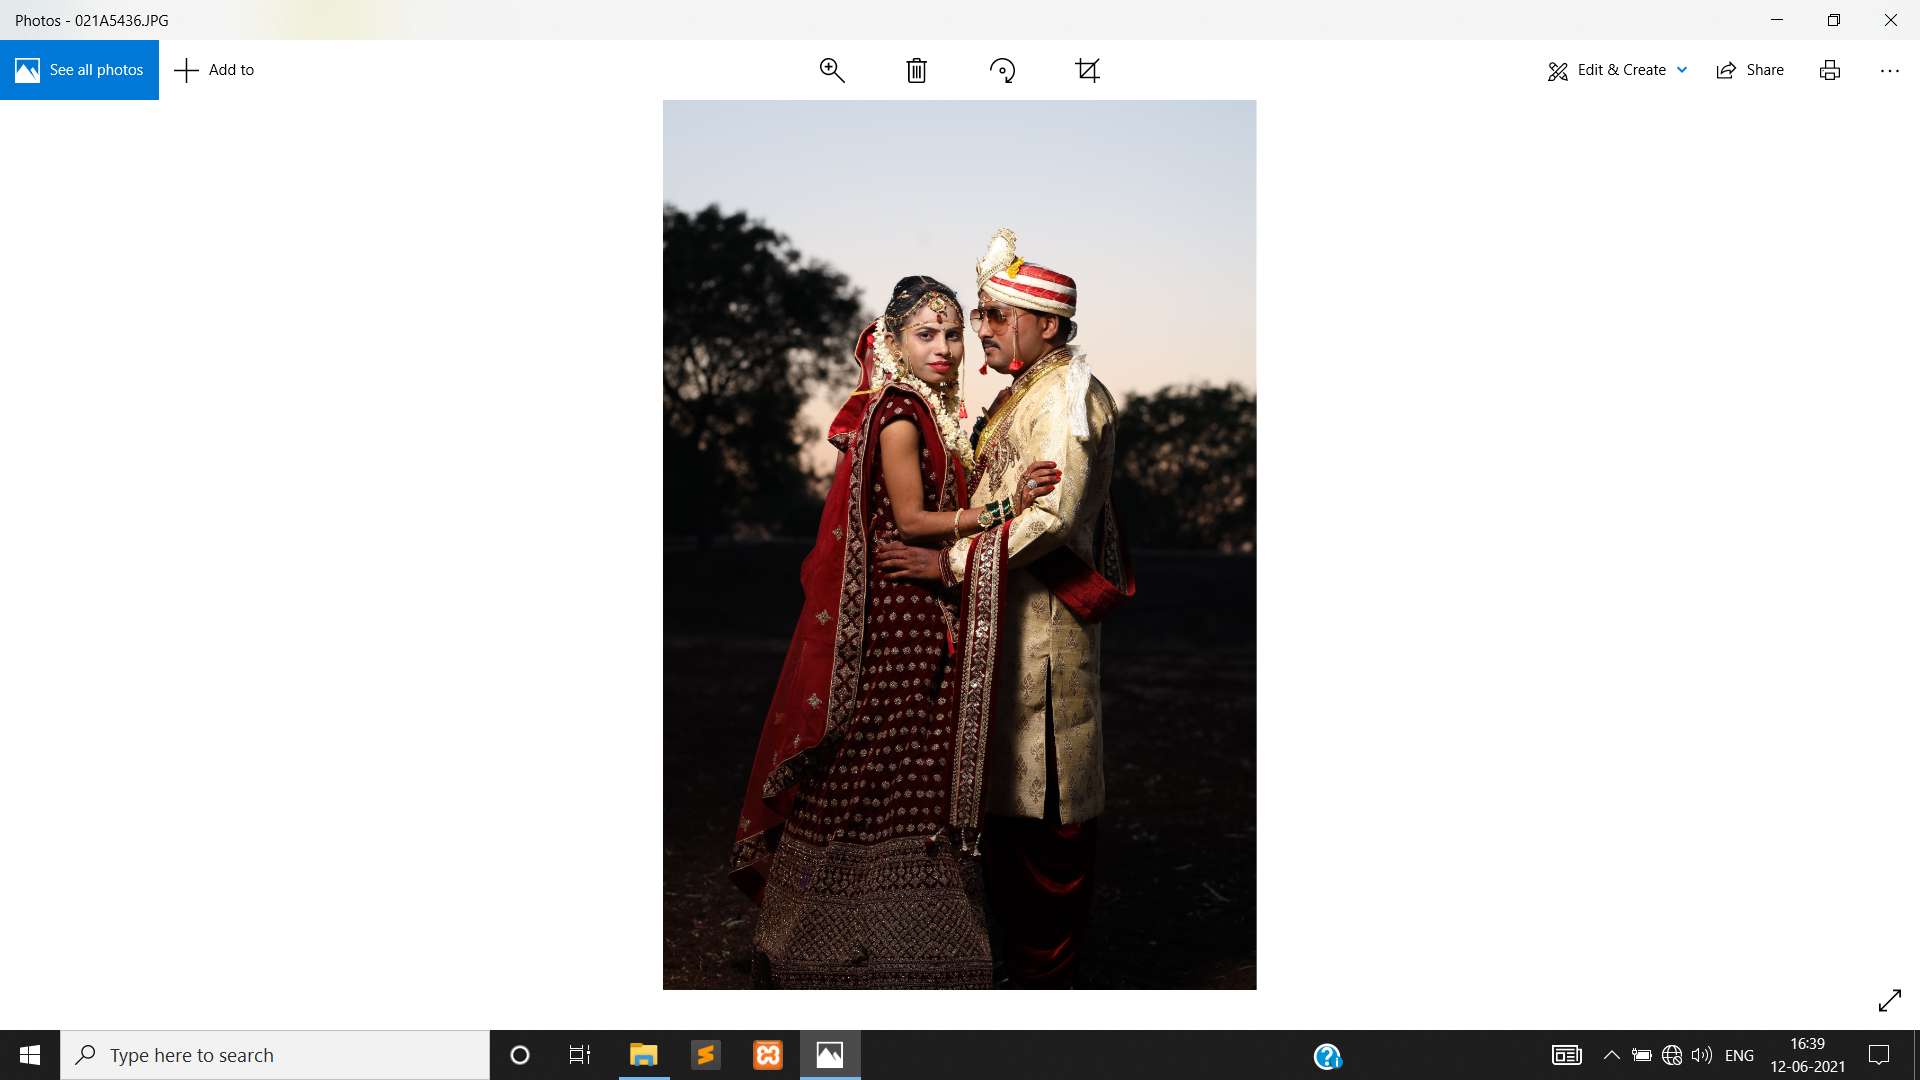 Photos - 021A5436.JPG
See all photos
Add to
Edit & Create
Share
Type here to search
ENG
16:39
12-06-2021